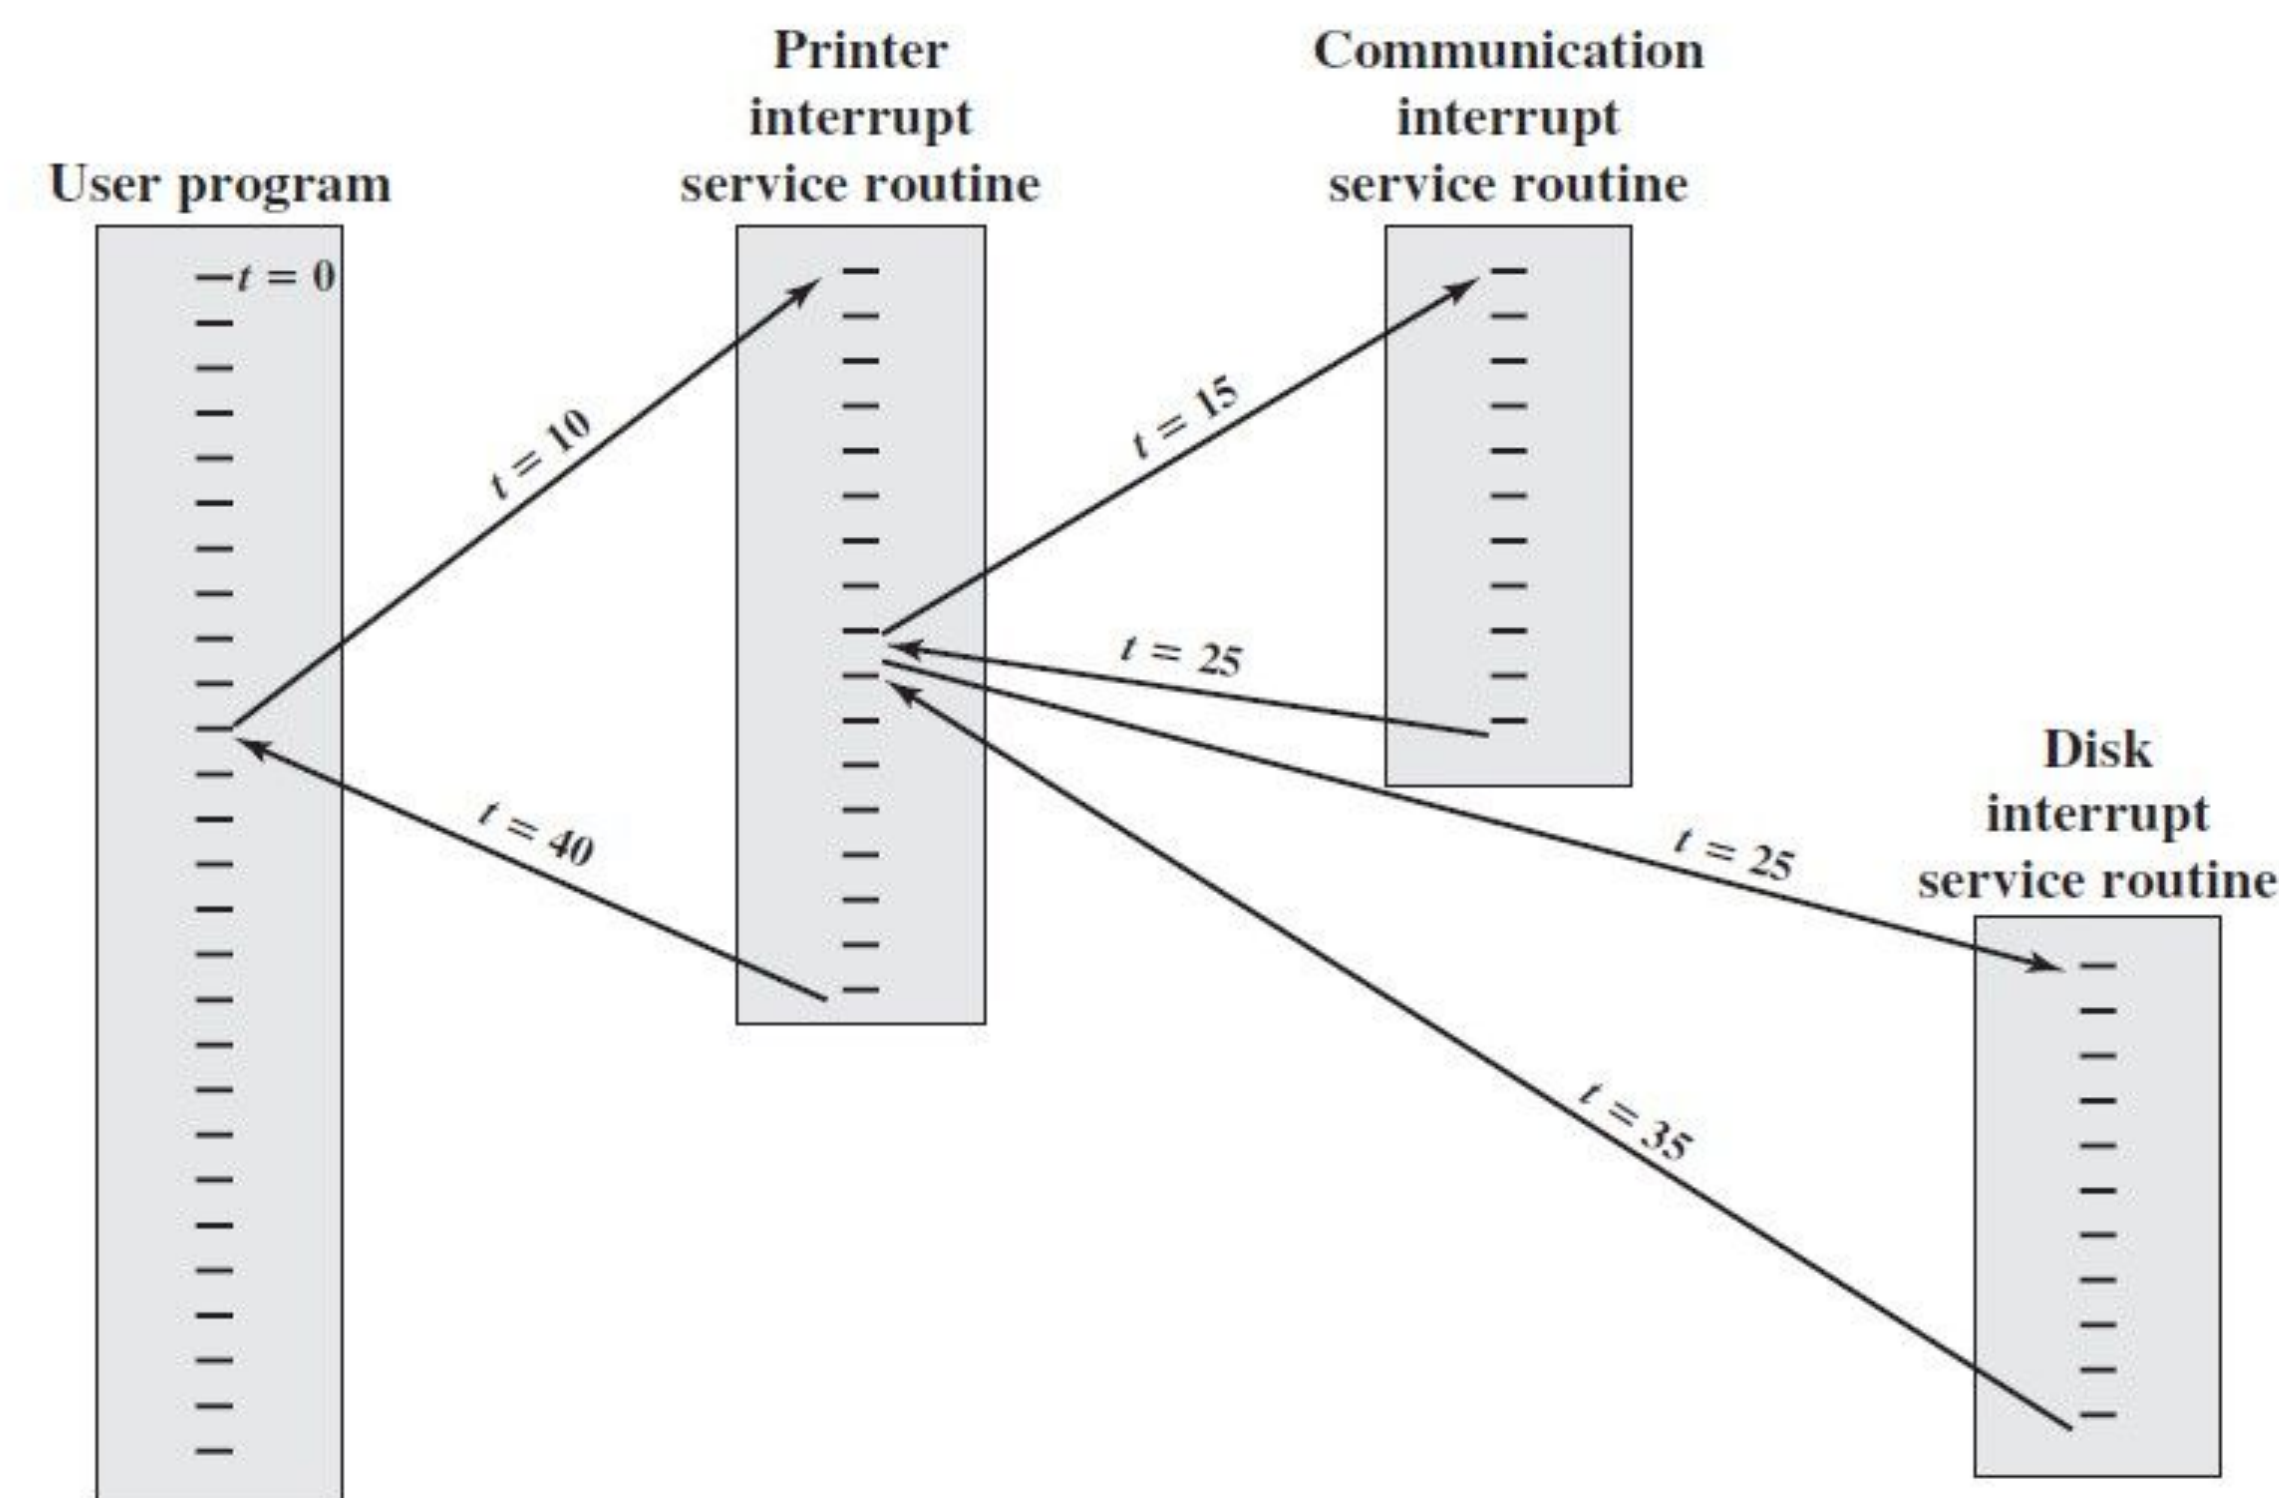 Printer
interrupt
service routine
Communication
interrupt
service routine
User program
t = 0
t = 10
t = 15
t = 25
t = 40
Disk
interrupt
service routine
t = 25
t = 35